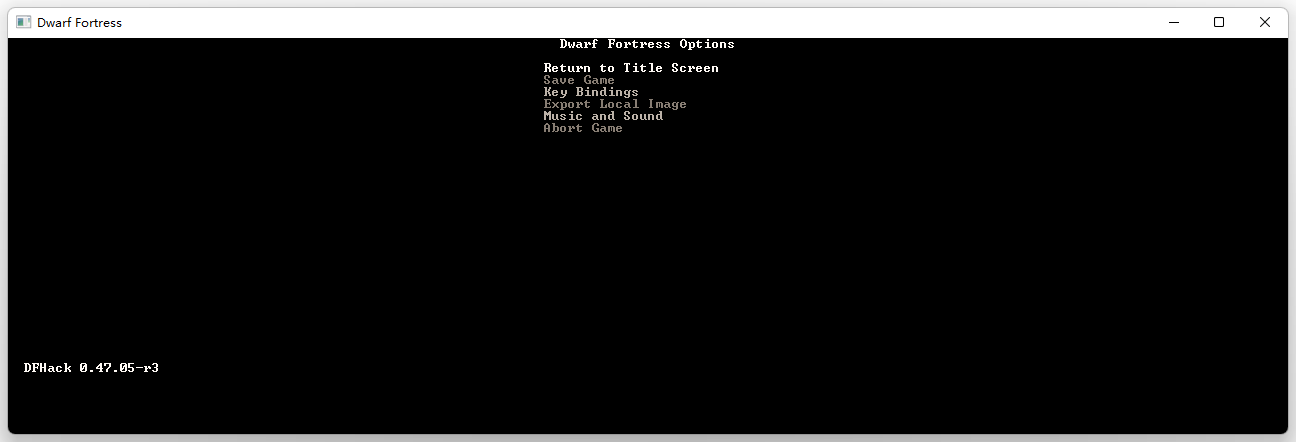 Dwarf Fortress
Dwarf Fortress Options
Return to Title Screen
Save Game
Key Bindings
Export Local Image
Music and Sound
Abort Game
DFHack 0.47.05-r3